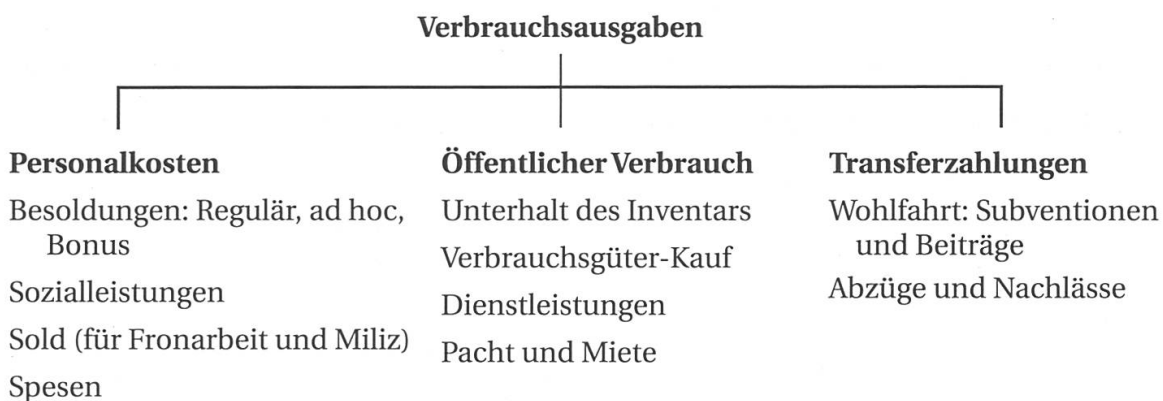 Verbrauchsausgaben
Personalkosten
Besoldungen: Regulär, ad hoc,
Bonus
Sozialleistungen
Sold (für Fronarbeit und Miliz)
Spesen
Öffentlicher Verbrauch
Unterhalt des Inventars
Verbrauchsgüter-Kauf
Dienstleistungen
Pacht und Miete
Transferzahlungen
Wohlfahrt: Subventionen
und Beiträge
Abzüge und Nachlässe